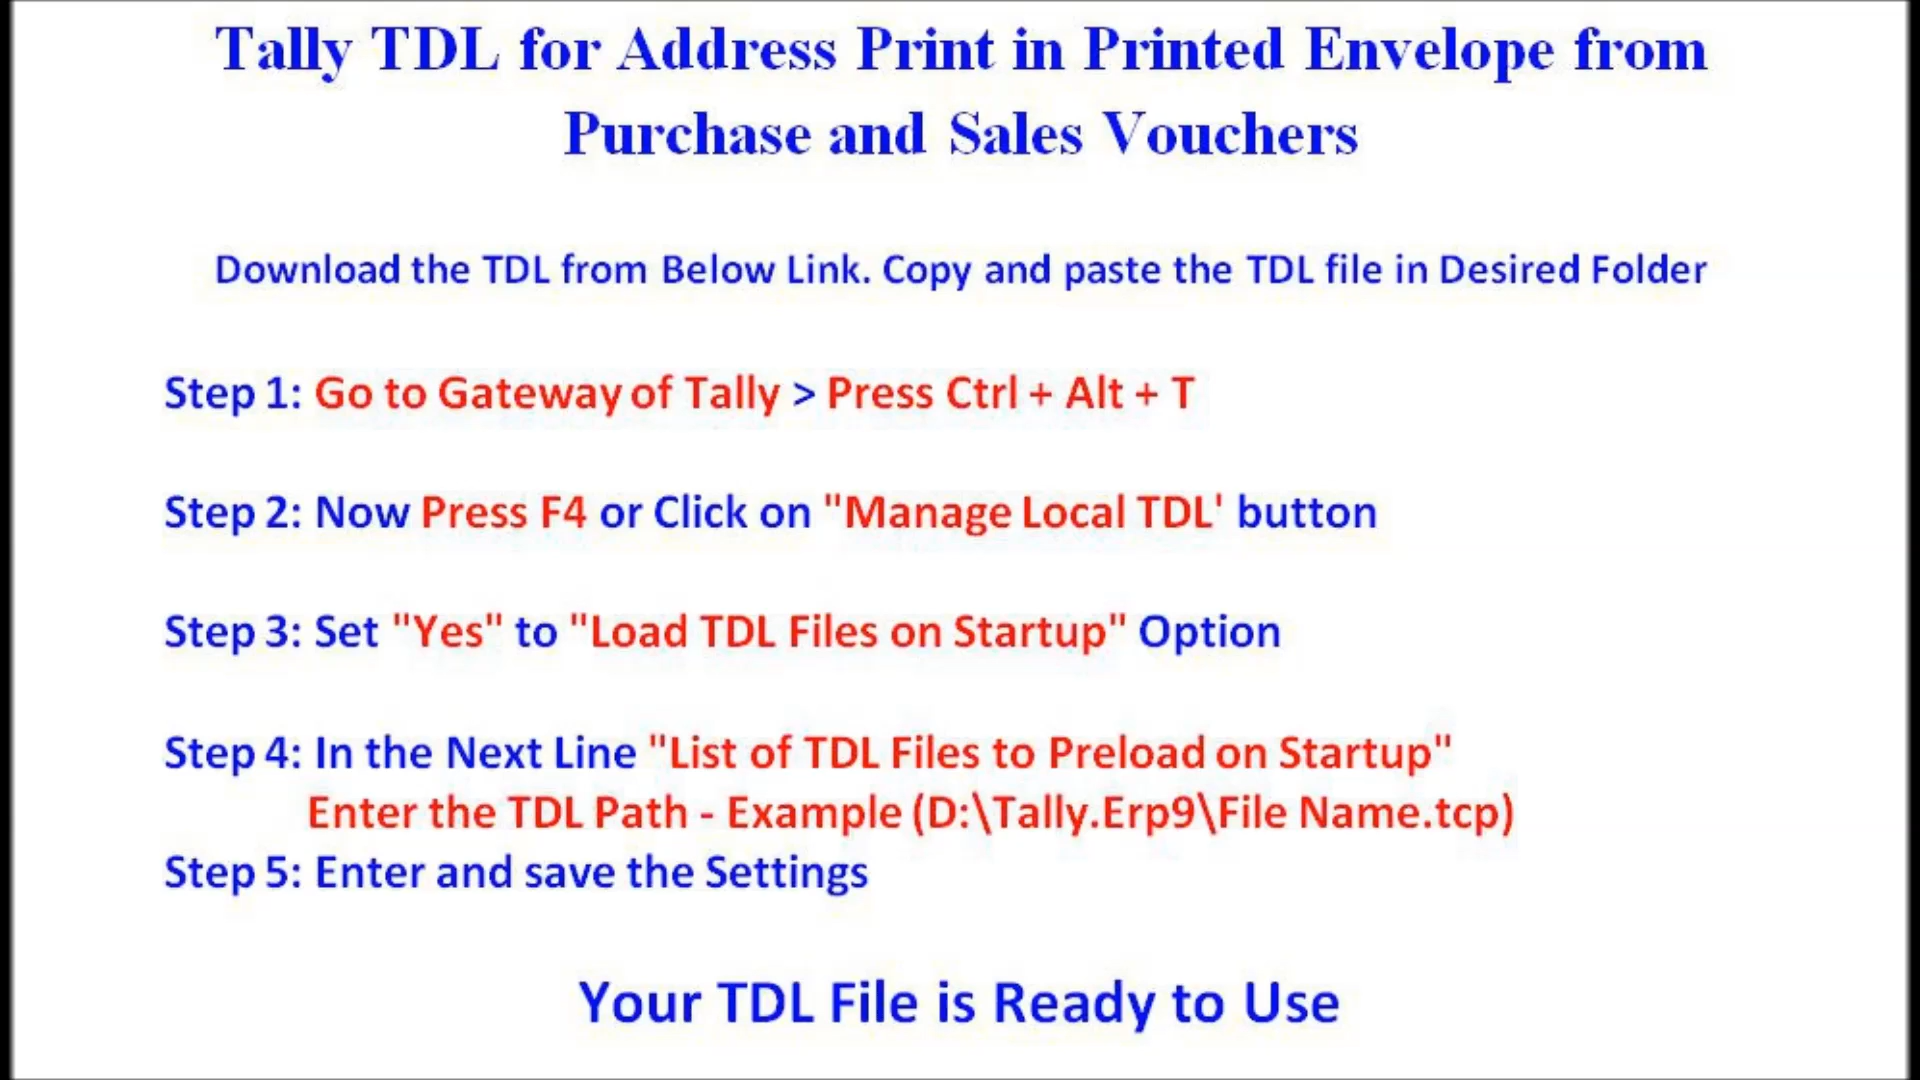 Tally TDL for Address Print in Printed Envelope from
Purchase and Sales Vouchers
Download the TDL from Below Link. Copy and paste the TDL file in Desired Folder
Step 1: Go to Gateway of Tally > Press Ctrl + Alt + T
Step 2: Now Press F4 or Click on "Manage Local TDL' button
Step 3: Set "Yes" to "Load TDL Files on Startup" Option
Step 4: In the Next Line "List of TDL Files to Preload on Startup"
Enter the TDL Path - Example (D:\Tally.Erp9\File Name.tcp)
Step 5: Enter and save the Settings
Your TDL File is Ready to Use